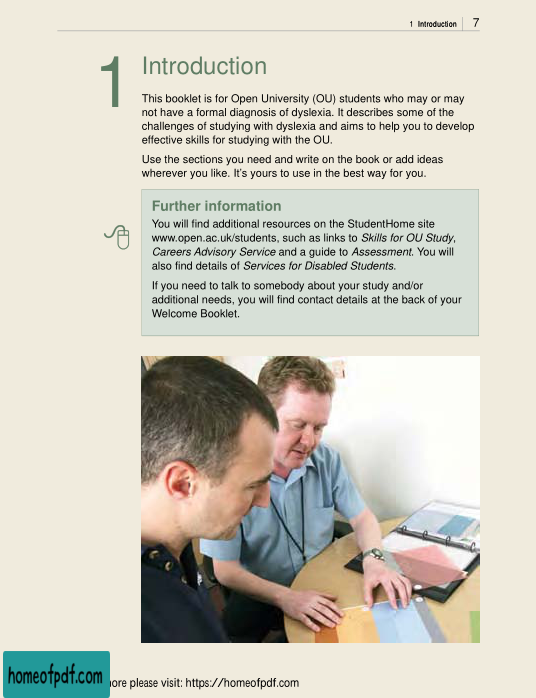 1 Introduction 7
1 Introduction
This booklet is for Open University (OU) students who may or may
not have a formal diagnosis of dyslexia. It describes some of the
challenges of studying with dyslexia and aims to help you to develop
effective skills for studying with the OU.
Use the sections you need and write on the book or add ideas
wherever you like. It's yours to use in the best way for you.
Further information
You will find additional resources on the StudentHome site
www.open.ac.uk/students, such as links to Skills for OU Study,
Careers Advisory Service and a guide to Assessment. You will
also find details of Services for Disabled Students.
If you need to talk to somebody about your study and/or
additional needs, you will find contact details at the back of your
Welcome Booklet.
homeofpdf.com
ore please visit: https://homeofpdf.com